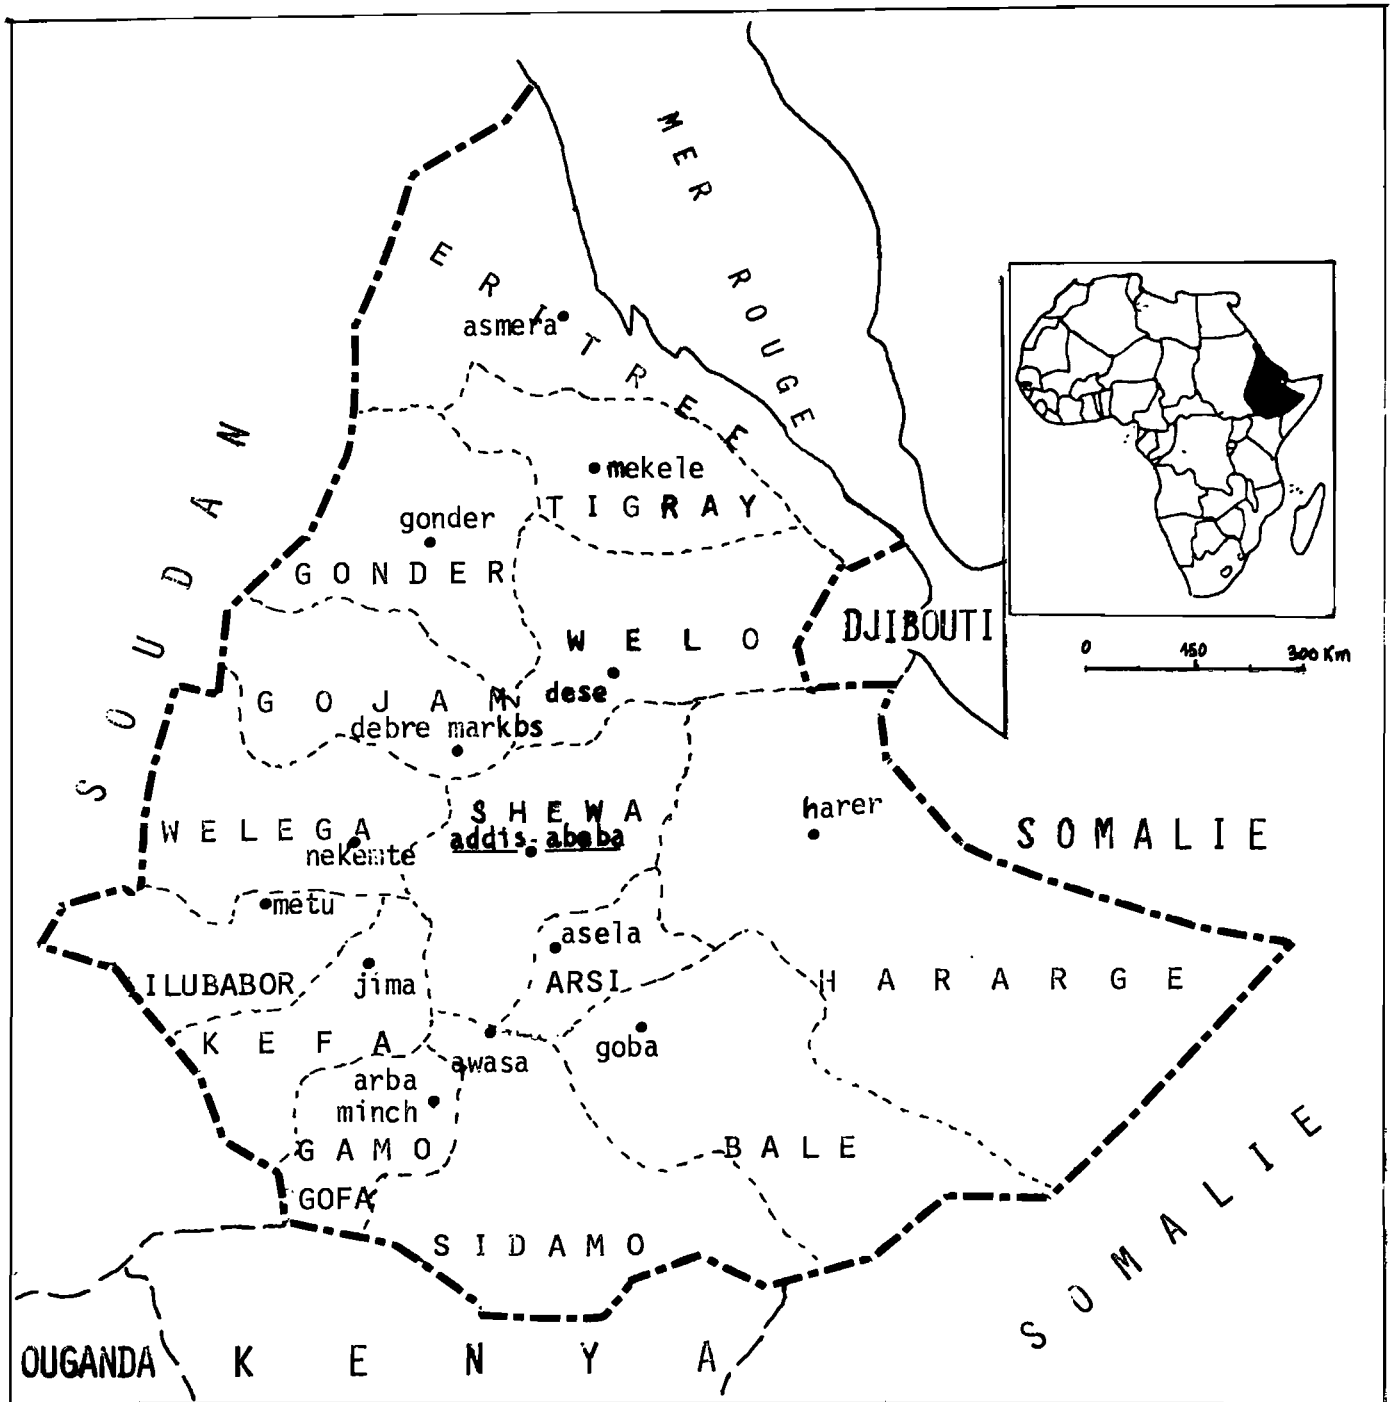 MER ROUGE
ERITREE
asmera
SOUDAN
mekele
TIGRAY
gonder
GONDER
DJIBOUTI
WELO
0 150 300 Km
dese
GOJAM
debre markos
SHEWA
harer
WELEGA
addis-abeba
SOMALIE
nekemte
metu
asela
ILUBABOR
jima
ARSI
HARARGE
KEFA
goba
awasa
arba
minch
GAMO
BALE
GOFA
SIDAMO
SOMALIE
OUGANDA
KENYA